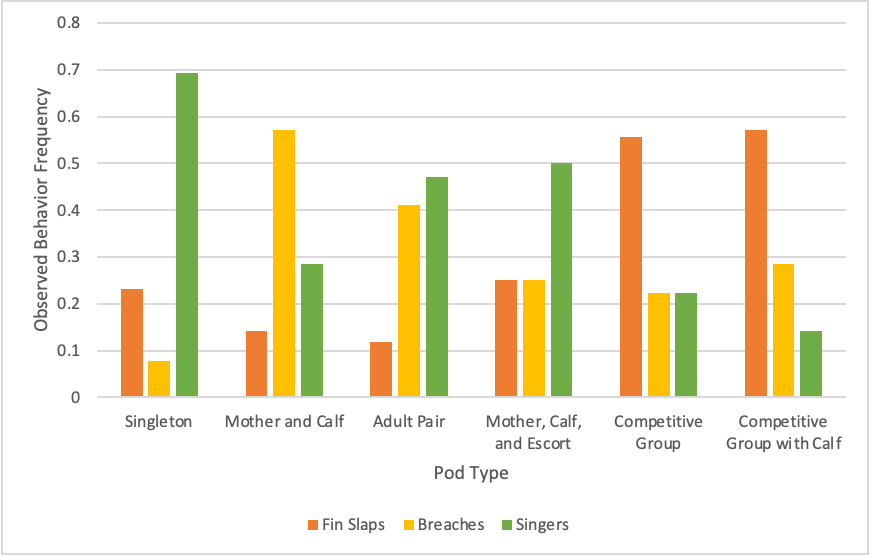 0.8
0.7
0.6
0.5
0.4
0.3
0.2
0.1
0
Observed Behavior Frequency
Singleton
Mother and Calf
Adult Pair
Mother, Calf,
and Escort
Competitive
Group
Competitive
Group with Calf
Pod Type
Fin Slaps Breaches Singers